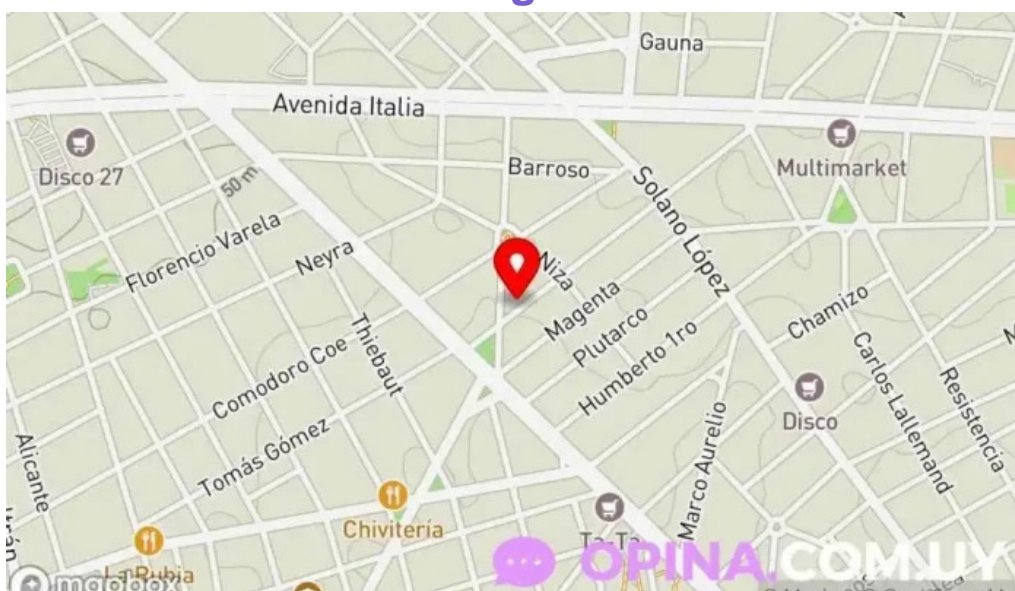 Gauna
Avenida Italia
Disco 27
Barroso
Multimarket
50 m
Solano López
Florencio Varela
Neyra
Niza
Magenta
Plutarco
Humberto 1ro
Chamizo
Thiebaut
Comodoro Coe
Carlos Lallemand
Resistencia
Disco
Marco Aurelio
Tomás Gómez
Alicante
Chivitería
Ta-Ta
La Rubia
mapbox
OPINA.COM.UY